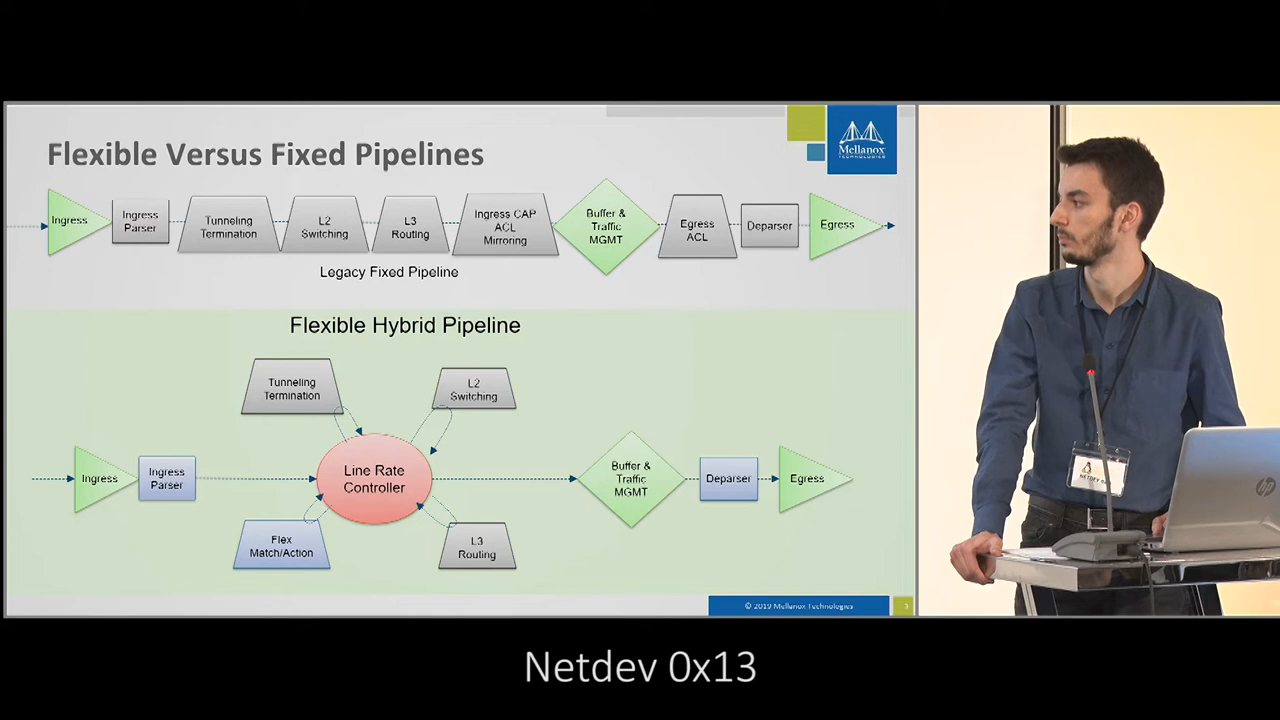 Flexible Versus Fixed Pipelines
Mellanox
TECHNOLOGIES
Ingress
Ingress
Parser
Tunneling
Termination
L2
Switching
L3
Routing
Ingress CAP
ACL
Mirroring
Buffer &
Traffic
MGMT
Egress
ACL
Deparser
Egress
Legacy Fixed Pipeline
Flexible Hybrid Pipeline
Tunneling
Termination
L2
Switching
Ingress
Ingress
Parser
Line Rate
Controller
Buffer &
Traffic
MGMT
Deparser
Egress
Flex
Match/Action
L3
Routing
© 2019 Mellanox Technologies
3
hp
Netdev 0x13